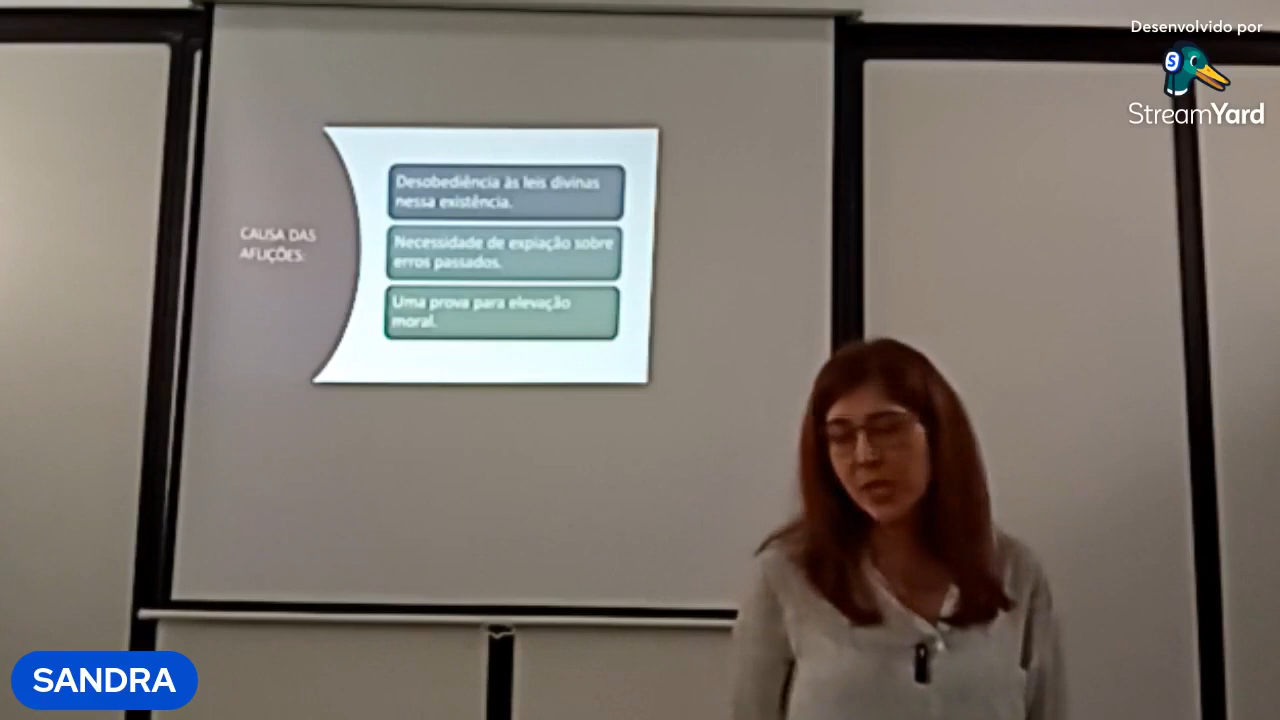 Desenvolvido por
StreamYard
CAUSA DAS
AFLIÇÕES:
Desobediência às leis divinas
nessa existência.
Necessidade de expiação sobre
erros passados.
Uma prova para elevação
moral.
SANDRA